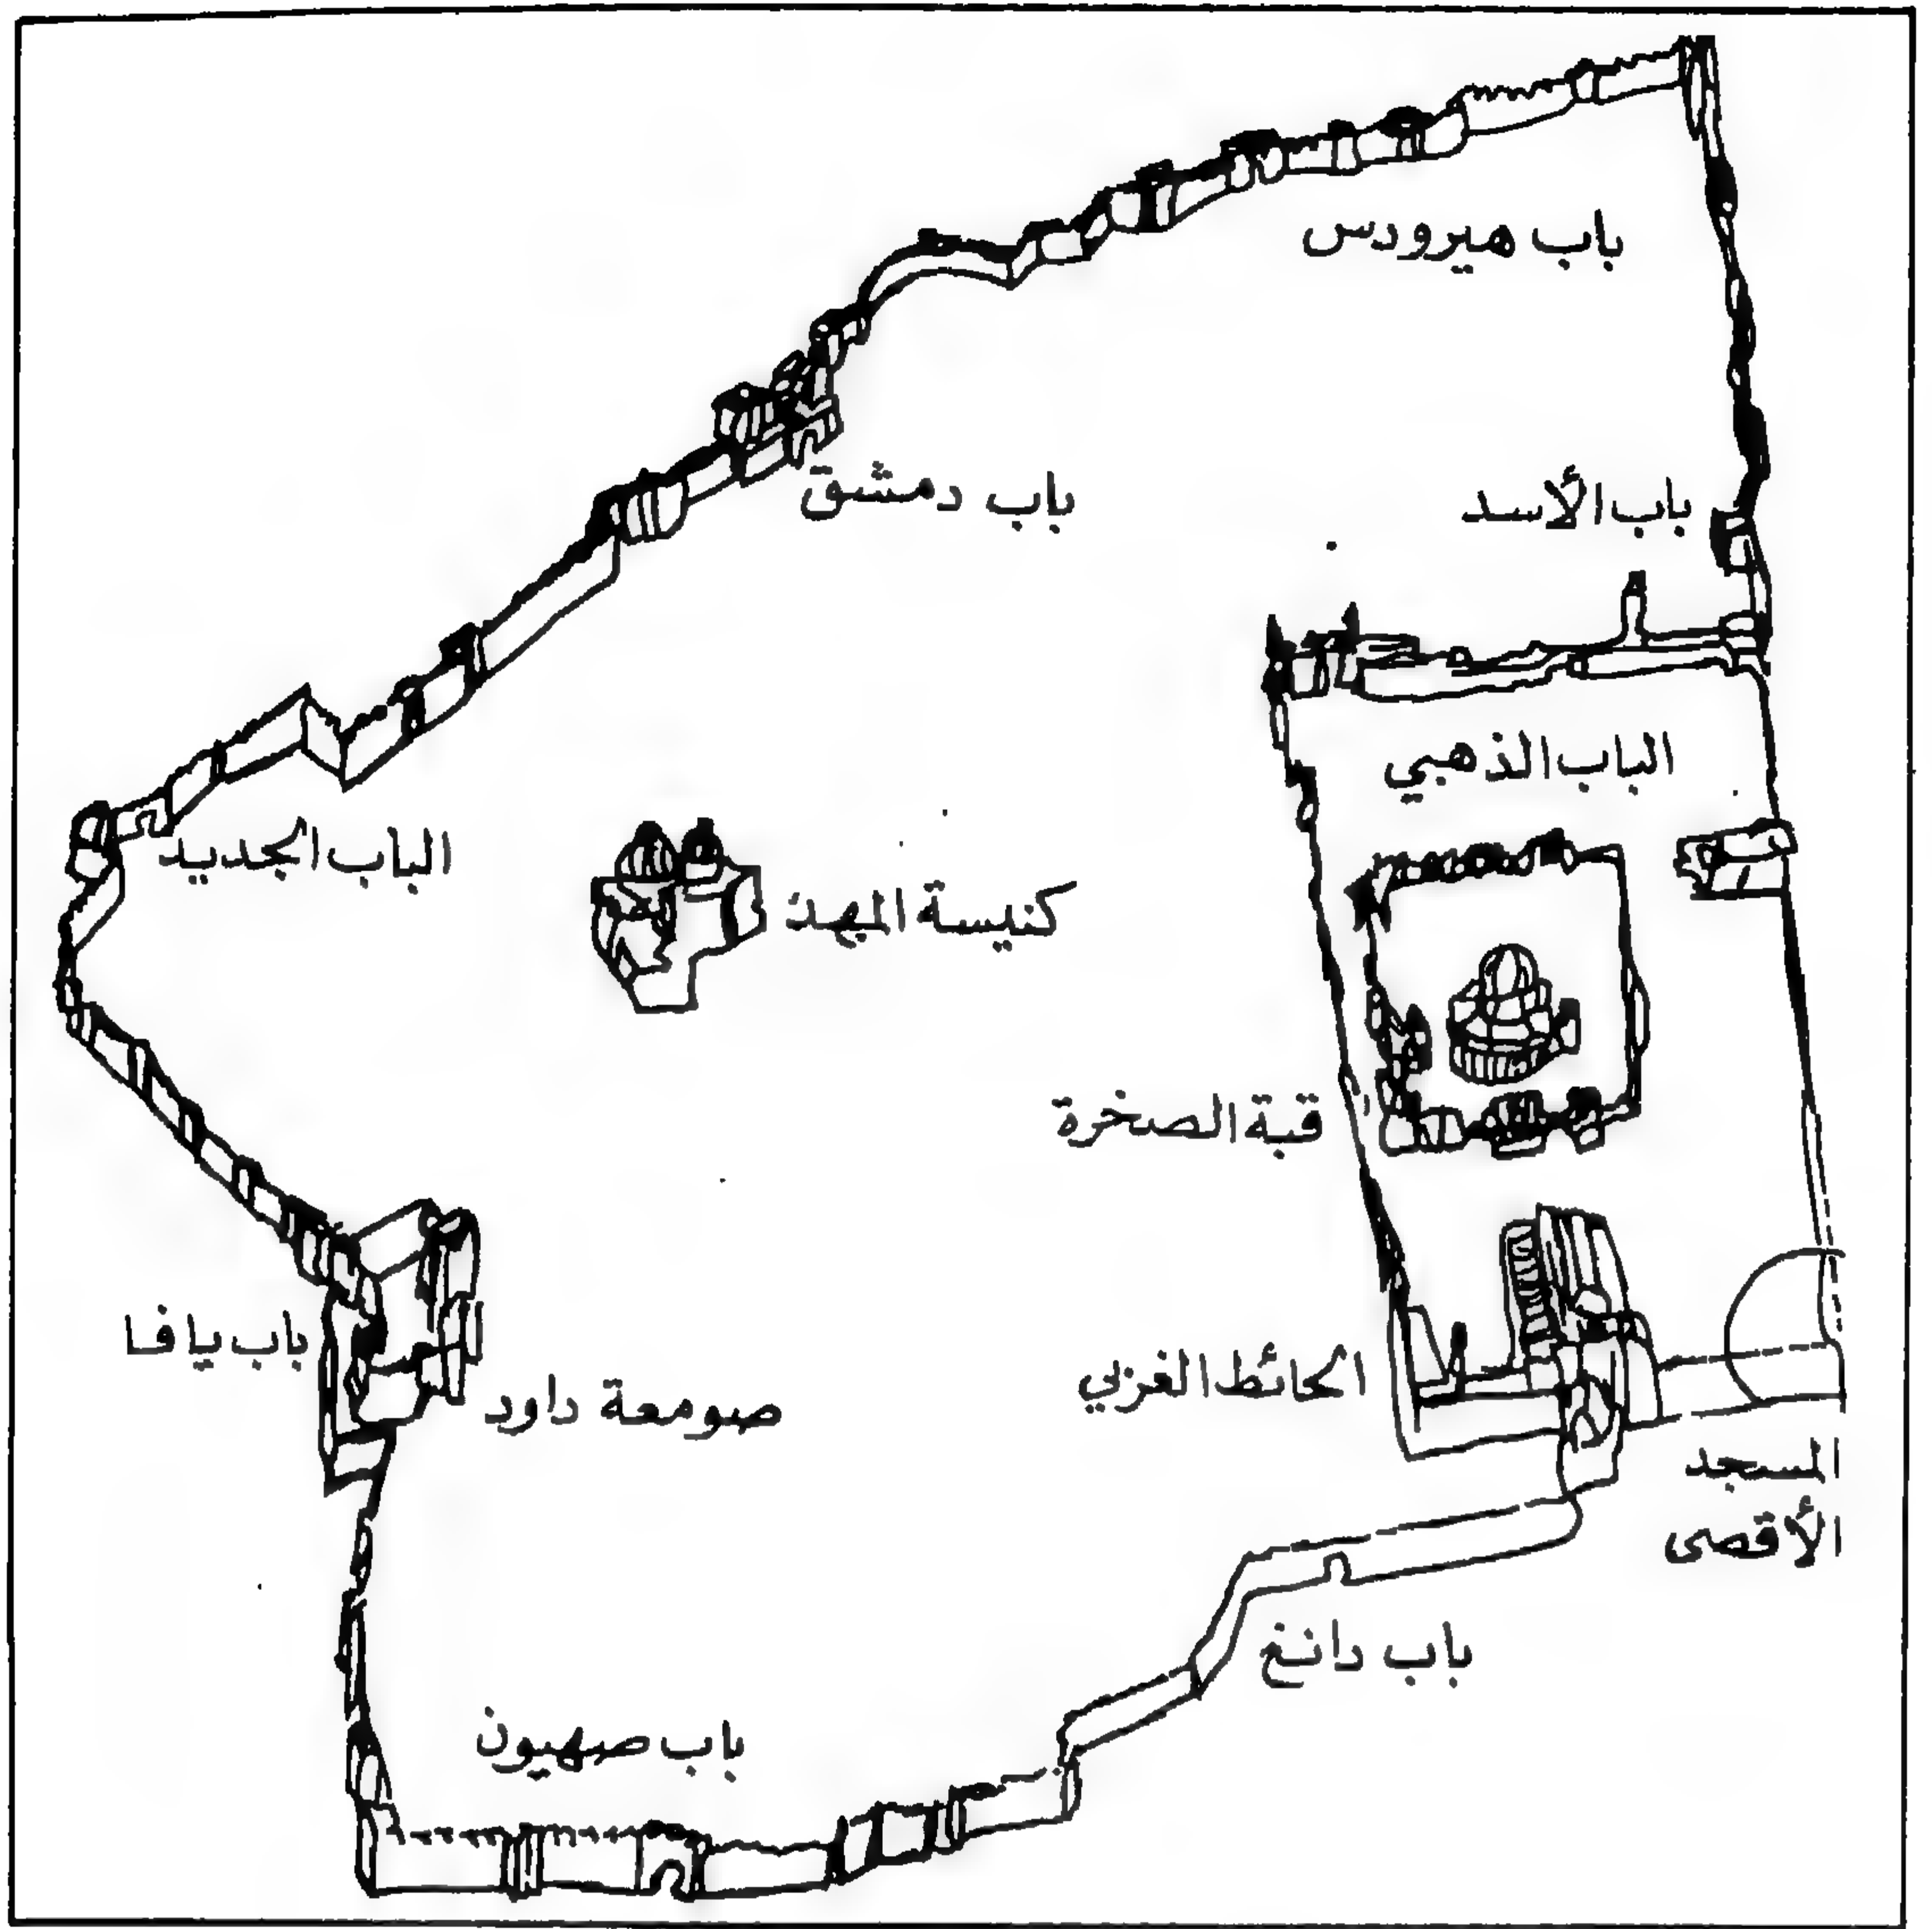 باب هيرودس
باب دمشق
باب الأسد
الباب الذهبي
الباب الجديد
كنيسة المهد
قبة الصخرة
باب يافا
الحائط الغربي
صومعة داود
المسجد
الأقصى
باب دانغ
باب صهيون